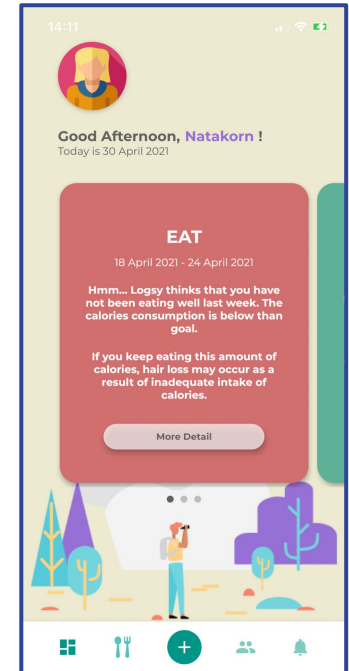 14:11
Good Afternoon, Natakorn !
Today is 30 April 2021
EAT
18 April 2021 - 24 April 2021
Hmm... Logsy thinks that you have
not been eating well last week. The
calories consumption is below than
goal.
If you keep eating this amount of
calories, hair loss may occur as a
result of inadequate intake of
calories.
More Detail